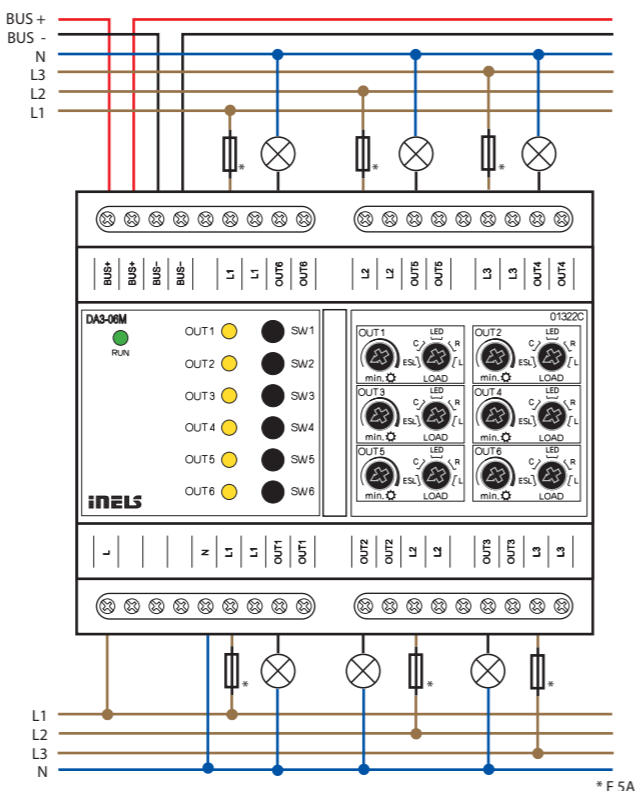 BUS +
BUS -
N
L3
L2
L1
* * *
BUS+ BUS+ BUS- BUS- L1 L1 OUT6 OUT6 L2 L2 OUT5 OUT5 L3 L3 OUT4 OUT4
DA3-06M
RUN
OUT1 SW1
OUT2 SW2
OUT3 SW3
OUT4 SW4
OUT5 SW5
OUT6 SW6
iNELS
01322C
OUT1 LED C R ESL L min. LOAD
OUT2 LED C R ESL L min. LOAD
OUT3 LED C R ESL L min. LOAD
OUT4 LED C R ESL L min. LOAD
OUT5 LED C R ESL L min. LOAD
OUT6 LED C R ESL L min. LOAD
L N L1 L1 OUT1 OUT1 OUT2 OUT2 L2 L2 OUT3 OUT3 L3 L3
* * *
L1
L2
L3
N
* F 5A